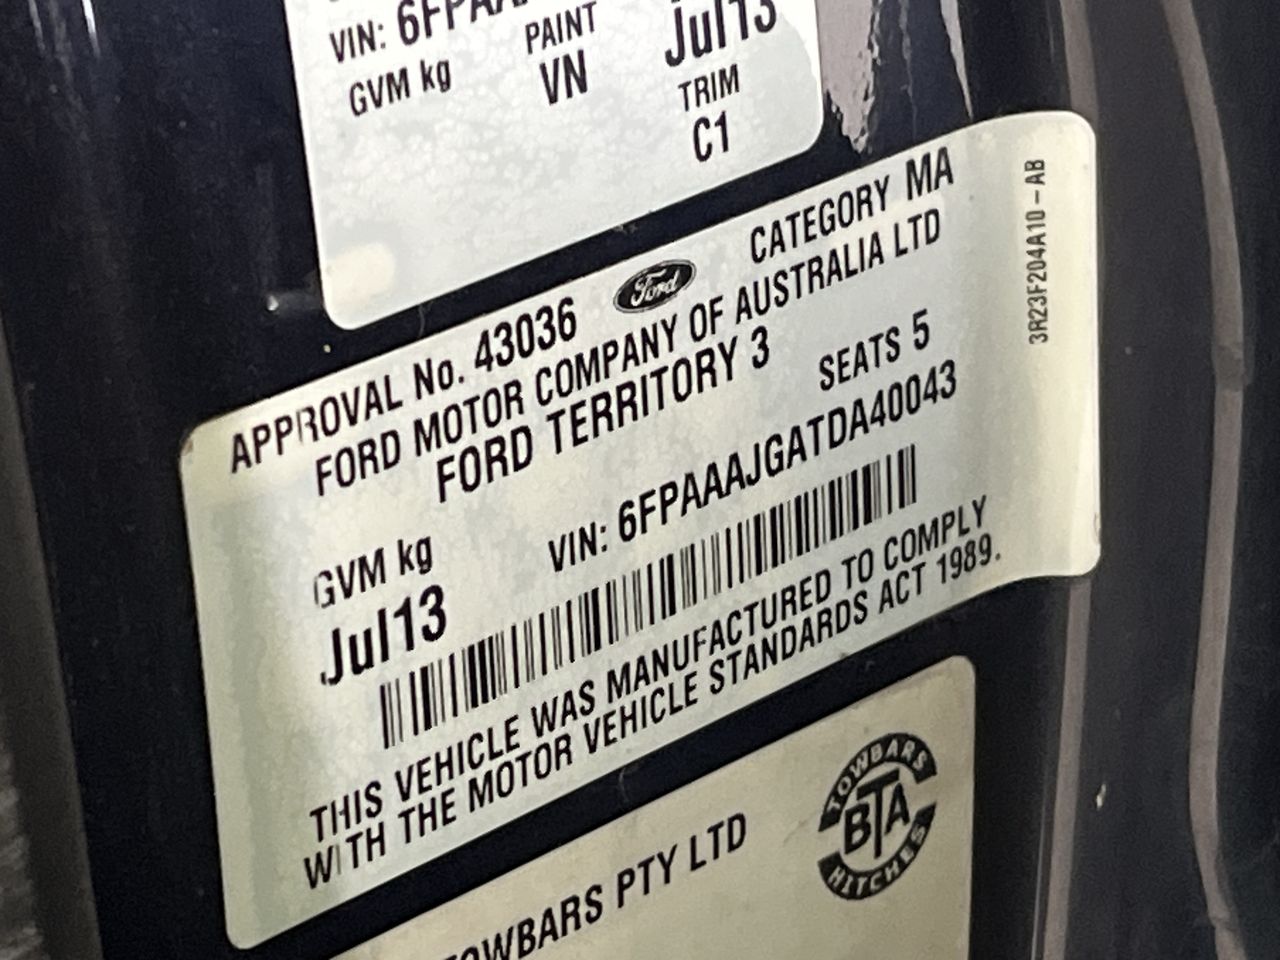 VIN: 6FPAA
GVM kg PAINT Jul13
VN TRIM
C1
APPROVAL No. 43036 Ford CATEGORY MA
FORD MOTOR COMPANY OF AUSTRALIA LTD
FORD TERRITORY 3 SEATS 5
GVM kg VIN: 6FPAAAJGATDA40043
Jul13
THIS VEHICLE WAS MANUFACTURED TO COMPLY
WITH THE MOTOR VEHICLE STANDARDS ACT 1989.
3R23F204A10-AB
TOWBARS PTY LTD
TOWBARS
BTA
HITCHES